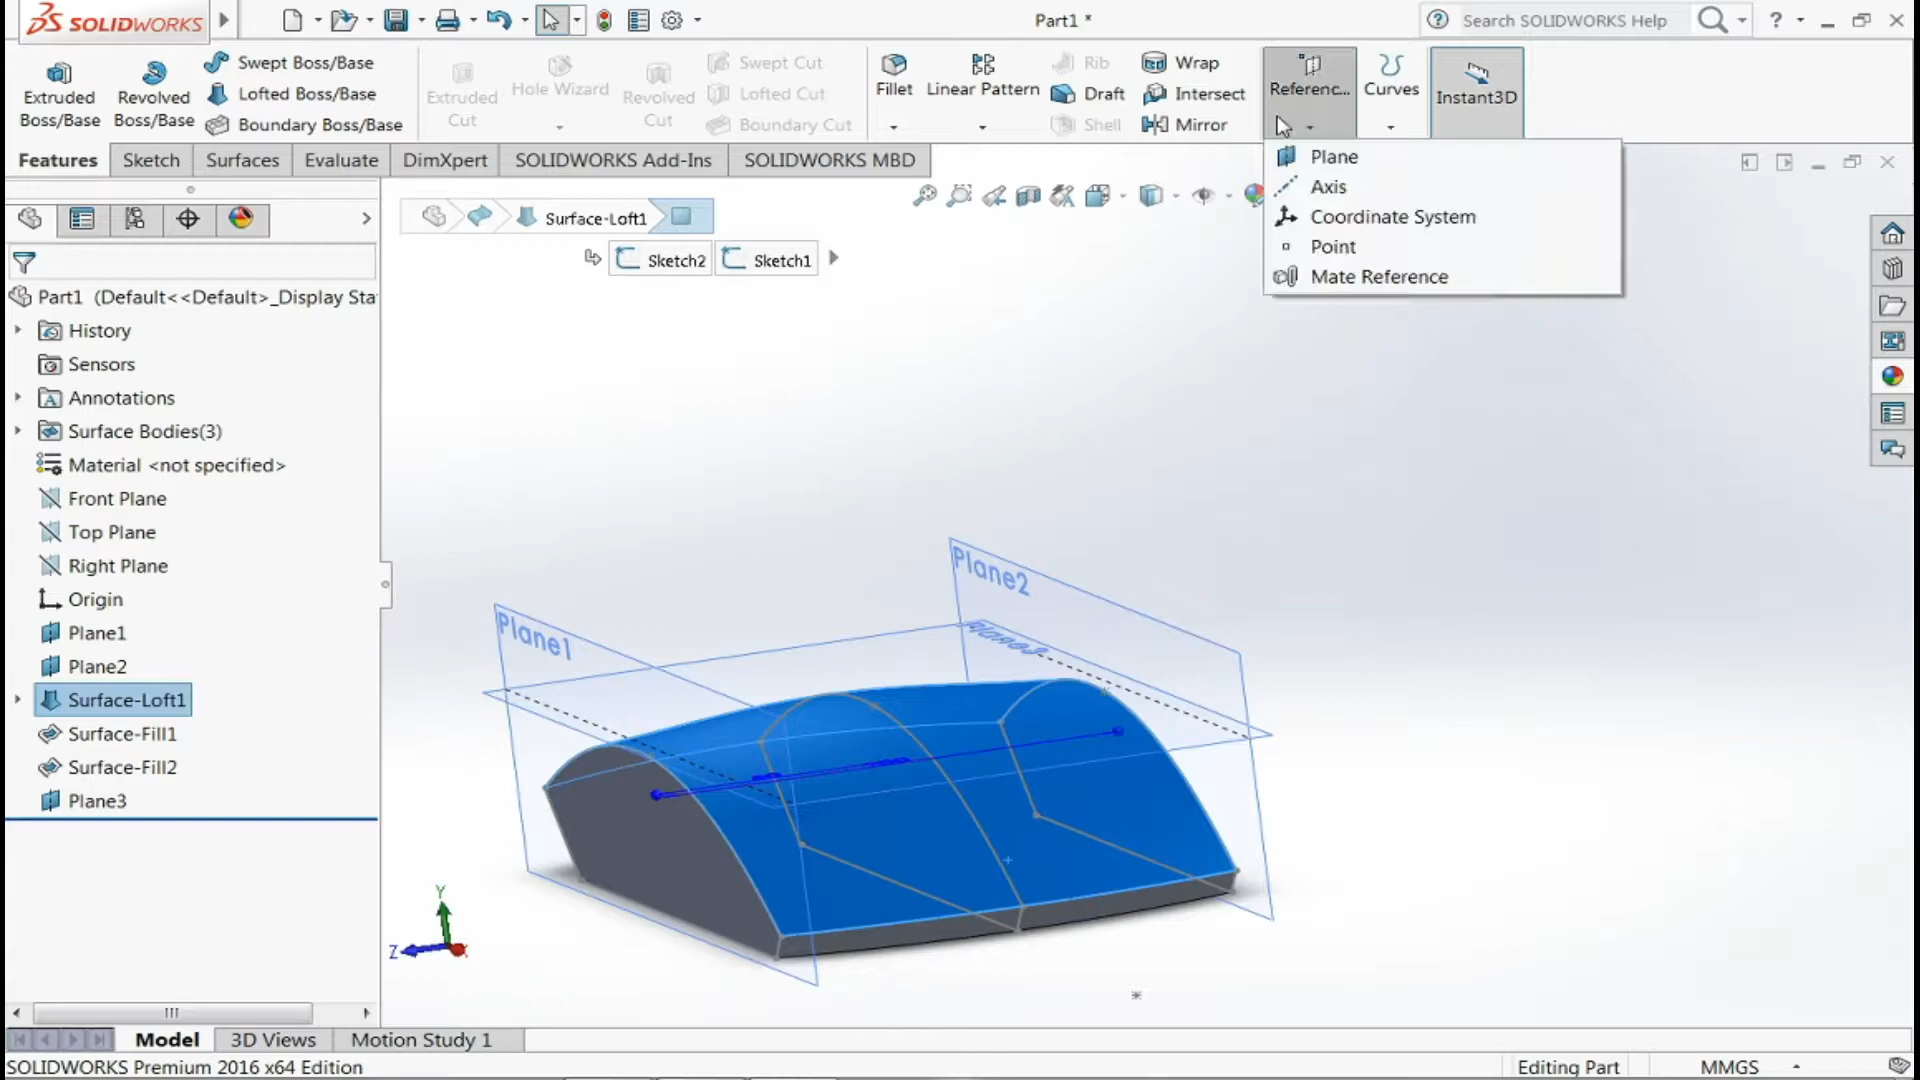 SOLIDWORKS
Part1 *
Search SOLIDWORKS Help
?
Extruded Boss/Base
Revolved Boss/Base
Swept Boss/Base
Lofted Boss/Base
Boundary Boss/Base
Extruded Cut
Hole Wizard
Revolved Cut
Swept Cut
Lofted Cut
Boundary Cut
Fillet
Linear Pattern
Rib
Draft
Shell
Wrap
Intersect
Mirror
Referenc...
Curves
Instant3D
Plane
Axis
Coordinate System
Point
Mate Reference
Features
Sketch
Surfaces
Evaluate
DimXpert
SOLIDWORKS Add-Ins
SOLIDWORKS MBD
Surface-Loft1
Sketch2
Sketch1
Part1 (Default<<Default>_Display Sta
History
Sensors
Annotations
Surface Bodies(3)
Material <not specified>
Front Plane
Top Plane
Right Plane
Origin
Plane1
Plane2
Surface-Loft1
Surface-Fill1
Surface-Fill2
Plane3
Plane2
Plane3
Plane1
Y
Z
Model
3D Views
Motion Study 1
SOLIDWORKS Premium 2016 x64 Edition
Editing Part
MMGS